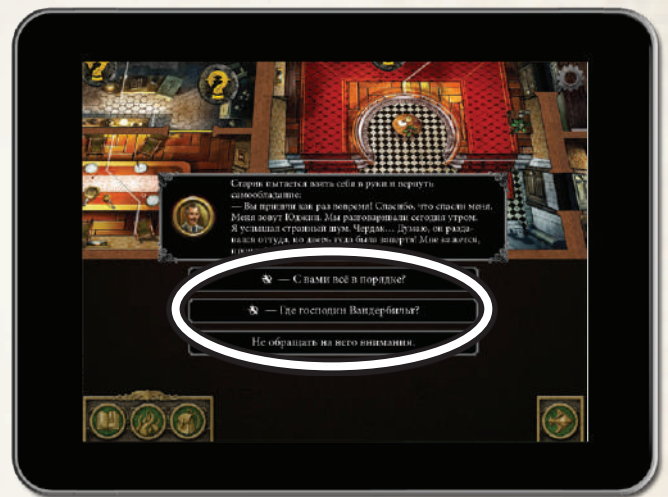 Старик пытается взять себя в руки и вернуть
самообладание:
— Вы пришли как раз вовремя! Спасибо, что спасли меня.
Меня зовут Юджин. Мы разговаривали сегодня утром.
Я услышал странный шум. Чердак... Думаю, он разда-
вался оттуда, но дверь туда была заперта! Мне кажется,
— С вами всё в порядке?
— Где господин Вандербильт?
Не обращать на него внимания.